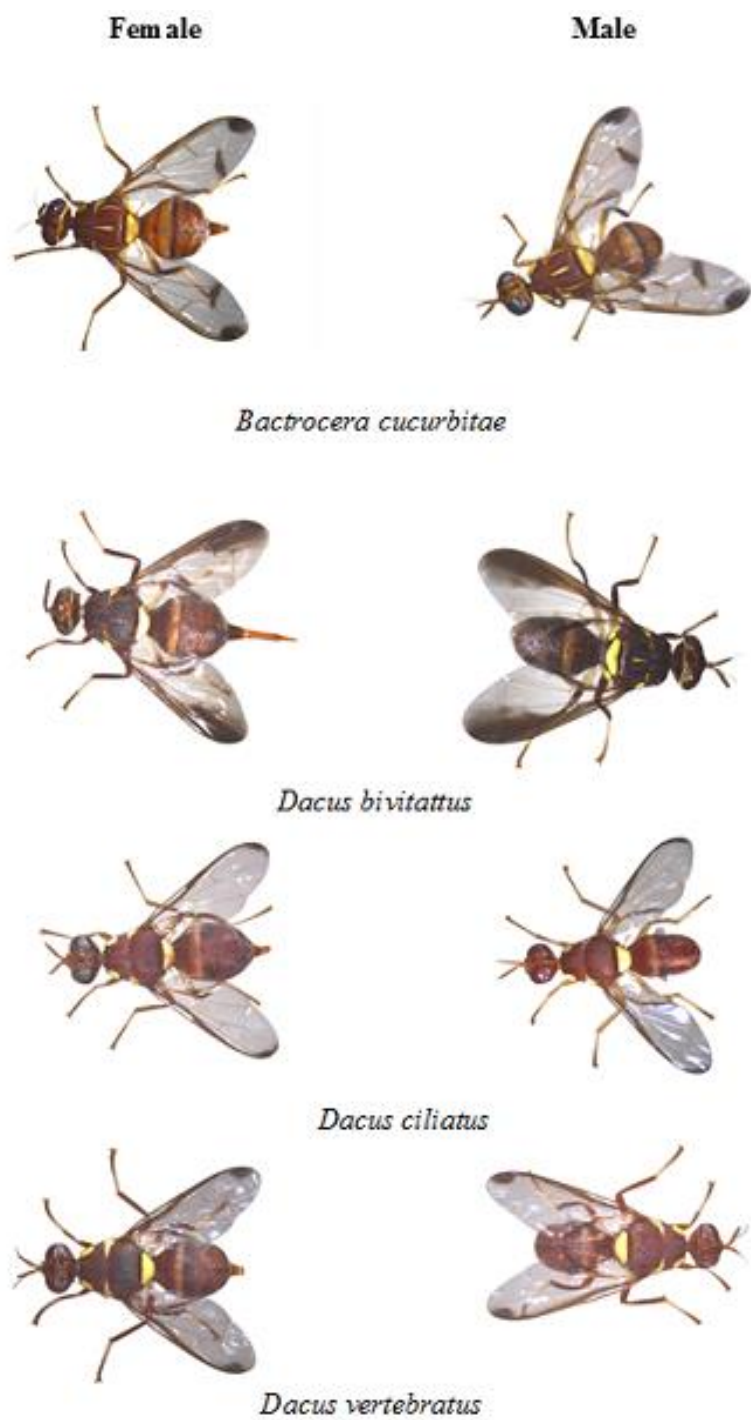 Female Male
Bactrocera cucurbitae
Dacus bivitattus
Dacus ciliatus
Dacus vertebratus